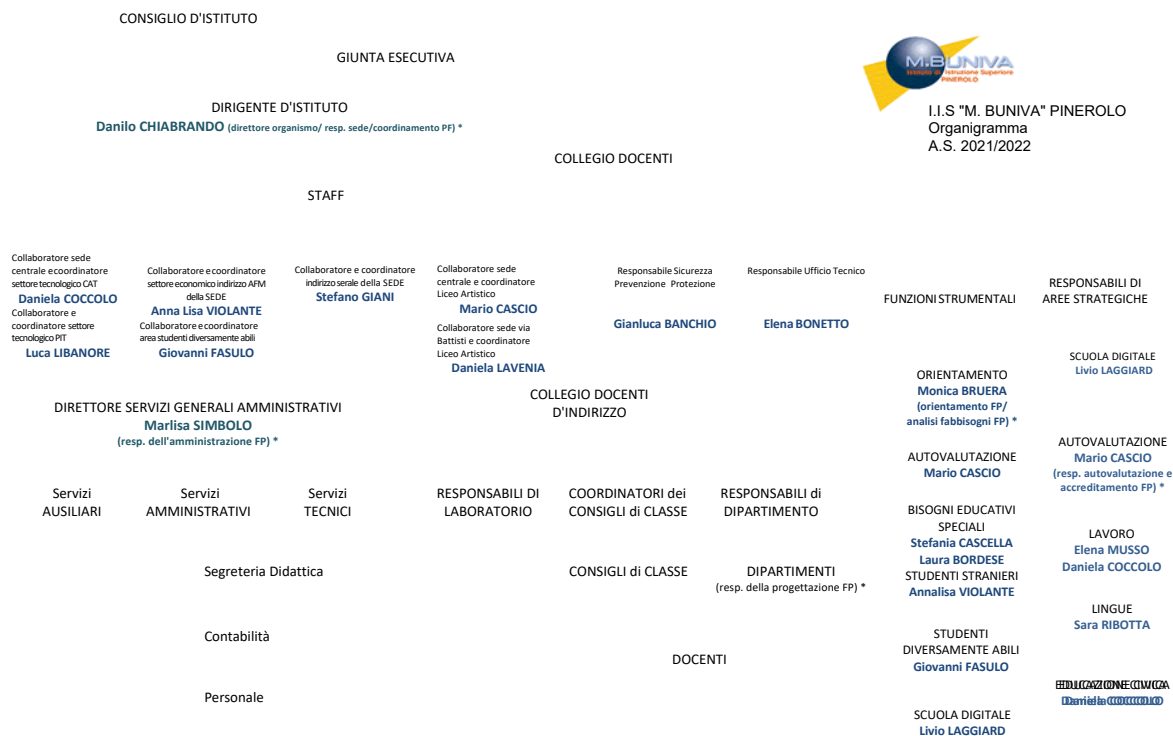 CONSIGLIO D'ISTITUTO
GIUNTA ESECUTIVA
M.BUNIVA
Istituto di Istruzione Superiore
PINEROLO
I.I.S "M. BUNIVA" PINEROLO
Organigramma
A.S. 2021/2022
DIRIGENTE D'ISTITUTO
Danilo CHIABRANDO (direttore organismo/ resp. sede/coordinamento PF) *
COLLEGIO DOCENTI
STAFF
Collaboratore sede
centrale e coordinatore
settore tecnologico CAT
Daniela COCCOLO
Collaboratore e
coordinatore settore
tecnologico PIT
Luca LIBANORE
Collaboratore e coordinatore
settore economico indirizzo AFM
della SEDE
Anna Lisa VIOLANTE
Collaboratore e coordinatore
area studenti diversamente abili
Giovanni FASULO
Collaboratore e coordinatore
indirizzo serale della SEDE
Stefano GIANI
Collaboratore sede
centrale e coordinatore
Liceo Artistico
Mario CASCIO
Collaboratore sede via
Battisti e coordinatore
Liceo Artistico
Daniela LAVENIA
Responsabile Sicurezza
Prevenzione Protezione
Gianluca BANCHIO
Responsabile Ufficio Tecnico
Elena BONETTO
FUNZIONI STRUMENTALI
ORIENTAMENTO
Monica BRUERA
(orientamento FP/
analisi fabbisogni FP) *
AUTOVALUTAZIONE
Mario CASCIO
BISOGNI EDUCATIVI
SPECIALI
Stefania CASCELLA
Laura BORDESE
STUDENTI STRANIERI
Annalisa VIOLANTE
STUDENTI
DIVERSAMENTE ABILI
Giovanni FASULO
SCUOLA DIGITALE
Livio LAGGIARD
RESPONSABILI DI
AREE STRATEGICHE
SCUOLA DIGITALE
Livio LAGGIARD
AUTOVALUTAZIONE
Mario CASCIO
(resp. autovalutazione e
accreditamento FP) *
LAVORO
Elena MUSSO
Daniela COCCOLO
LINGUE
Sara RIBOTTA
EDUCAZIONE CIVICA
Daniela COCCOLO
DIRETTORE SERVIZI GENERALI AMMINISTRATIVI
Marlisa SIMBOLO
(resp. dell'amministrazione FP) *
COLLEGIO DOCENTI
D'INDIRIZZO
Servizi
AUSILIARI
Servizi
AMMINISTRATIVI
Servizi
TECNICI
RESPONSABILI DI
LABORATORIO
COORDINATORI dei
CONSIGLI di CLASSE
RESPONSABILI di
DIPARTIMENTO
Segreteria Didattica
CONSIGLI di CLASSE
DIPARTIMENTI
(resp. della progettazione FP) *
Contabilità
DOCENTI
Personale